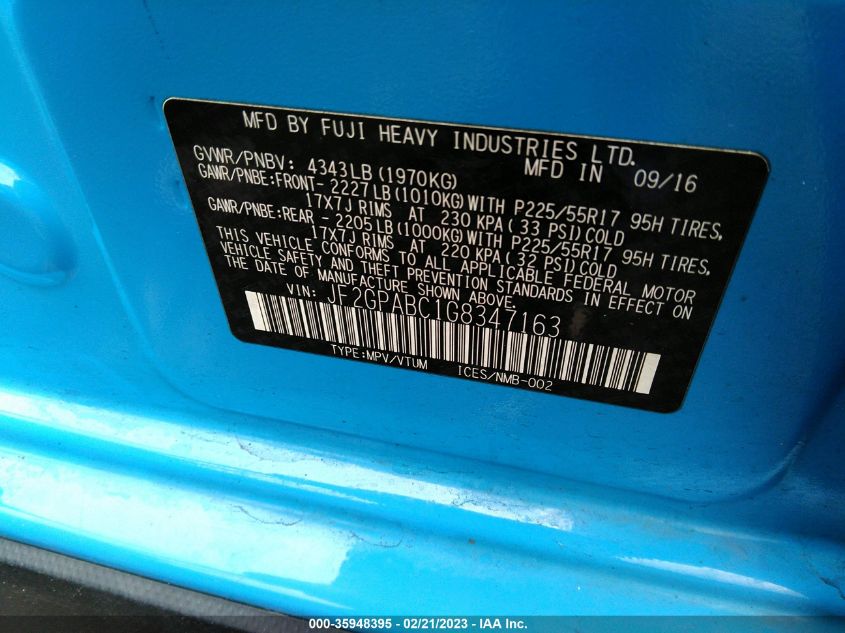 MFD BY FUJI HEAVY INDUSTRIES LTD.
GVWR/PNBV: 4343LB(1970KG) MFD IN 09/16
GAWR/PNBE:FRONT- 2227LB(1010KG)WITH P225/55R17 95H TIRES,
17X7J RIMS AT 230 KPA( 33 PSI)COLD
GAWR/PNBE:REAR - 2205LB(1000KG)WITH P225/55R17 95H TIRES,
17X7J RIMS AT 220 KPA( 32 PSI)COLD
THIS VEHICLE CONFORMS TO ALL APPLICABLE FEDERAL MOTOR
VEHICLE SAFETY AND THEFT PREVENTION STANDARDS IN EFFECT ON
THE DATE OF MANUFACTURE SHOWN ABOVE.
VIN: JF2GPABC1G8347163
TYPE:MPV/VTUM ICES/NMB-002
000-35948395 - 02/21/2023 - IAA Inc.